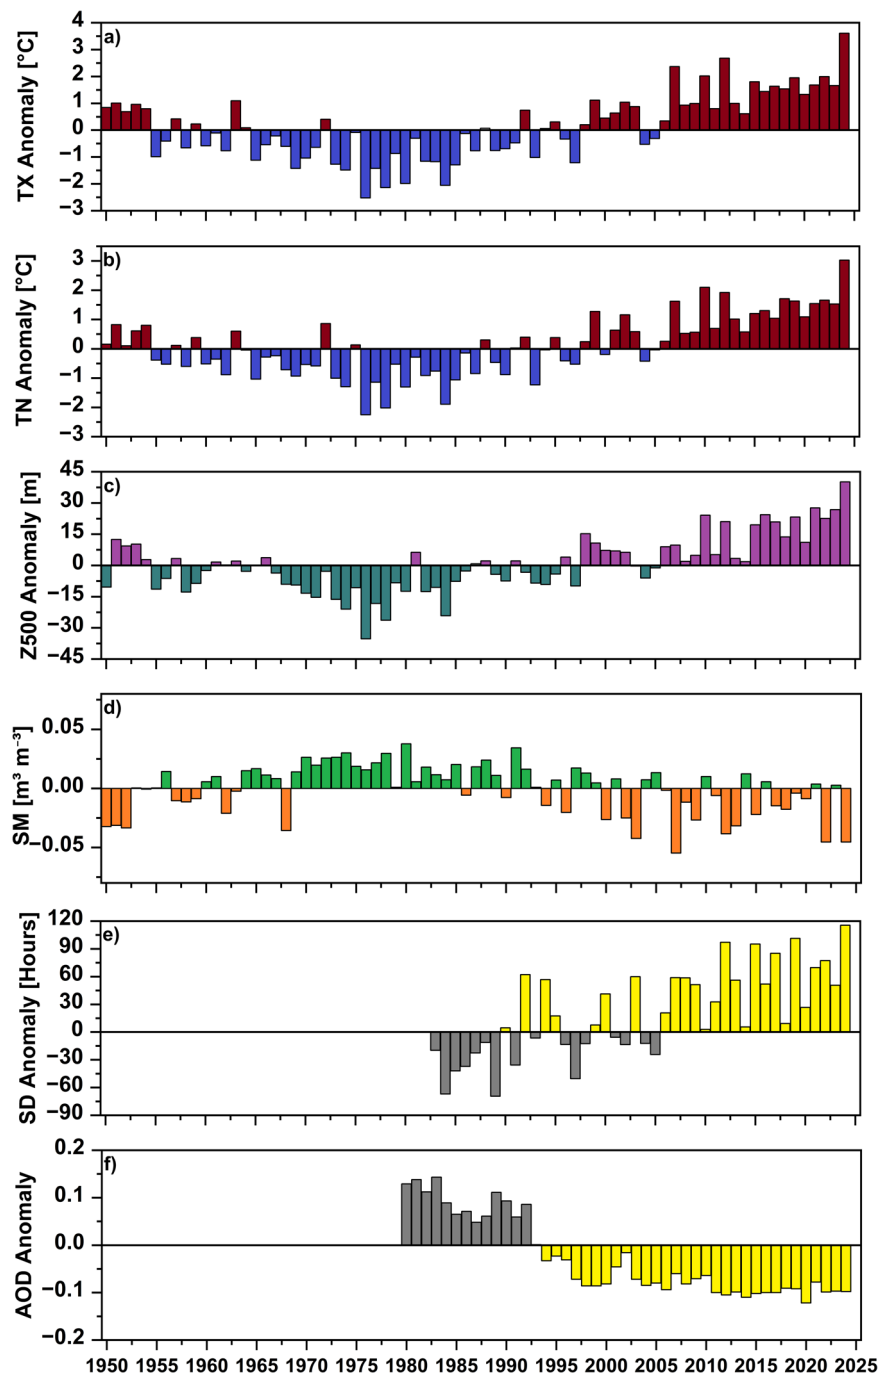 a)
TX Anomaly [°C]
4
3
2
1
0
−1
−2
−3
b)
TN Anomaly [°C]
3
2
1
0
−1
−2
−3
c)
Z500 Anomaly [m]
45
30
15
0
−15
−30
−45
d)
SM [m³ m⁻³]
0.05
0.00
−0.05
e)
SD Anomaly [Hours]
120
90
60
30
0
−30
−60
−90
f)
AOD Anomaly
0.2
0.1
0.0
−0.1
−0.2
1950 1955 1960 1965 1970 1975 1980 1985 1990 1995 2000 2005 2010 2015 2020 2025